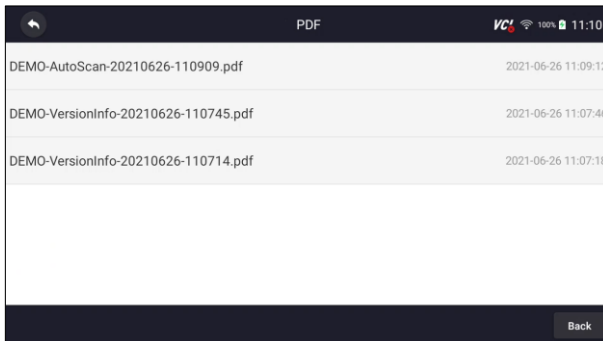 PDF VCI 100% 11:10
DEMO-AutoScan-20210626-110909.pdf 2021-06-26 11:09:1
DEMO-VersionInfo-20210626-110745.pdf 2021-06-26 11:07:4
DEMO-VersionInfo-20210626-110714.pdf 2021-06-26 11:07:1
Back